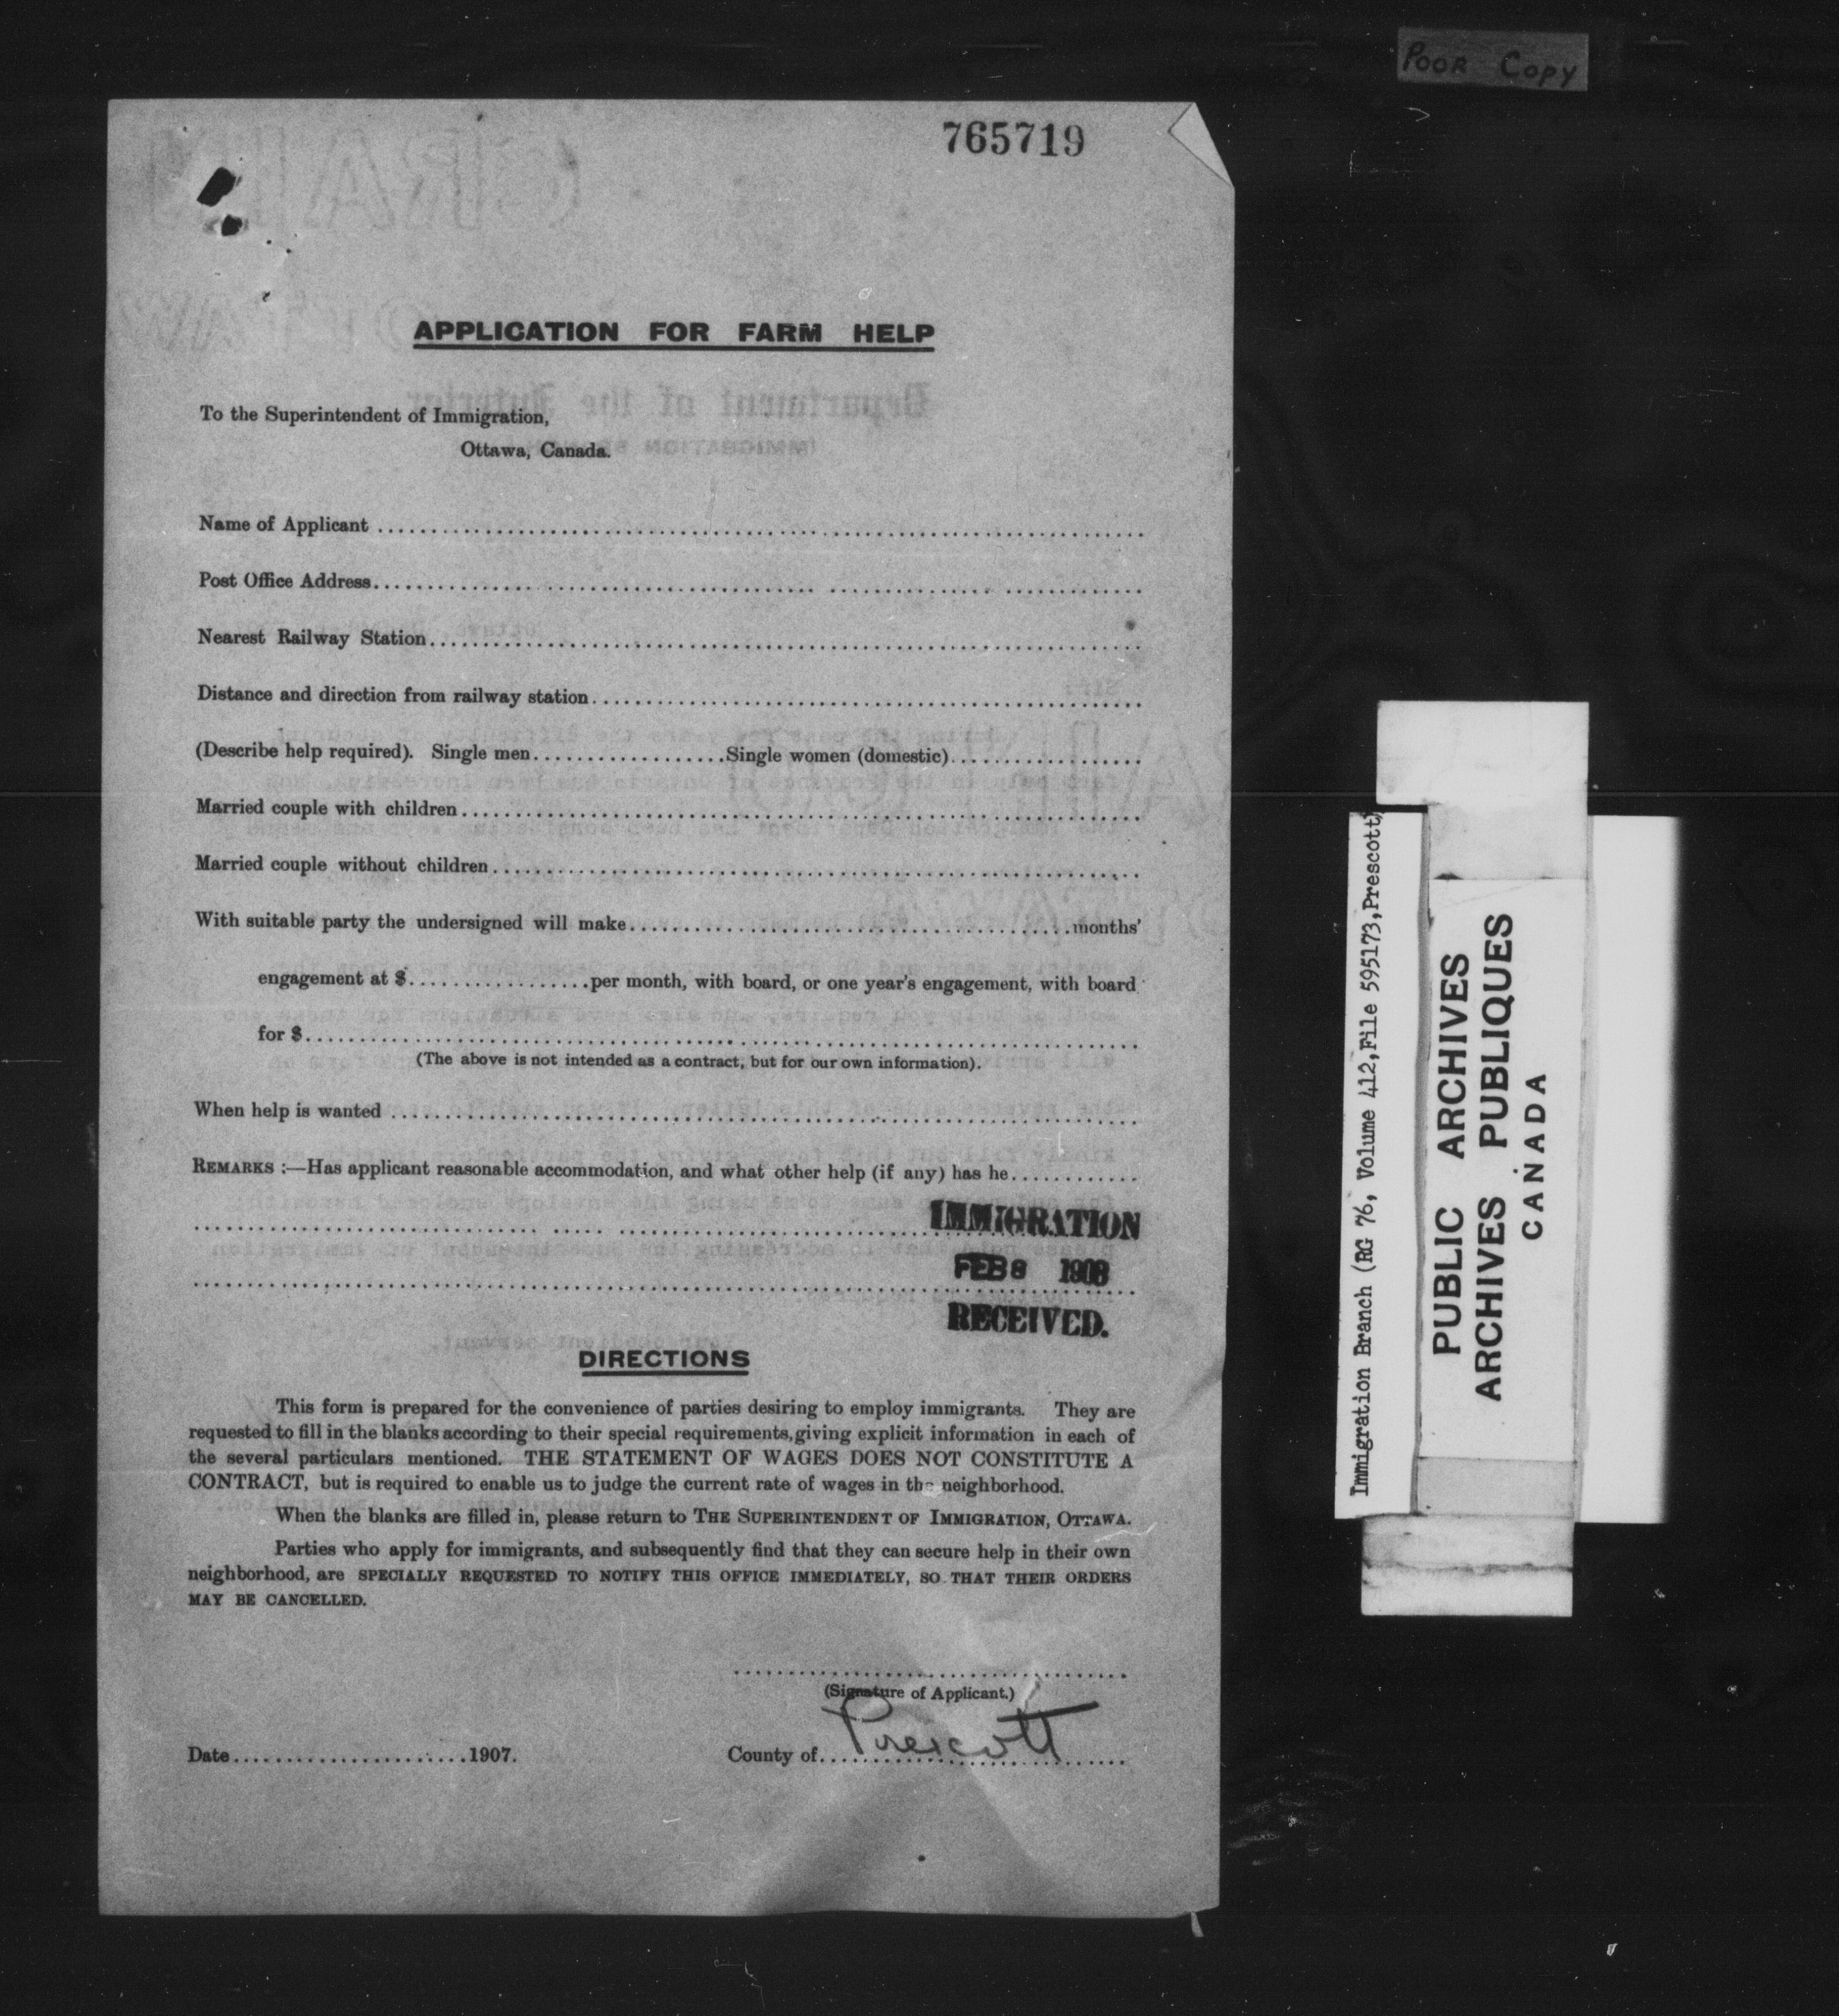 POOR COPY
765719
APPLICATION FOR FARM HELP
To the Superintendent of Immigration,
Ottawa, Canada.
Name of Applicant
Post Office Address
Nearest Railway Station
Distance and direction from railway station
(Describe help required). Single men Single women (domestic)
Married couple with children
Married couple without children
With suitable party the undersigned will make months'
engagement at $ per month, with board, or one year's engagement, with board
for $
(The above is not intended as a contract, but for our own information).
When help is wanted
REMARKS :—Has applicant reasonable accommodation, and what other help (if any) has he
IMMIGRATION
FEB 8 1908
RECEIVED.
DIRECTIONS
This form is prepared for the convenience of parties desiring to employ immigrants. They are
requested to fill in the blanks according to their special requirements, giving explicit information in each of
the several particulars mentioned. THE STATEMENT OF WAGES DOES NOT CONSTITUTE A
CONTRACT, but is required to enable us to judge the current rate of wages in the neighborhood.
When the blanks are filled in, please return to THE SUPERINTENDENT OF IMMIGRATION, OTTAWA.
Parties who apply for immigrants, and subsequently find that they can secure help in their own
neighborhood, are SPECIALLY REQUESTED TO NOTIFY THIS OFFICE IMMEDIATELY, SO THAT THEIR ORDERS
MAY BE CANCELLED.
(Signature of Applicant.)
Date 1907.
County of Prescott
Immigration Branch (RG 76, Volume 412, File 595173, Prescott)
PUBLIC ARCHIVES
ARCHIVES PUBLIQUES
CANADA